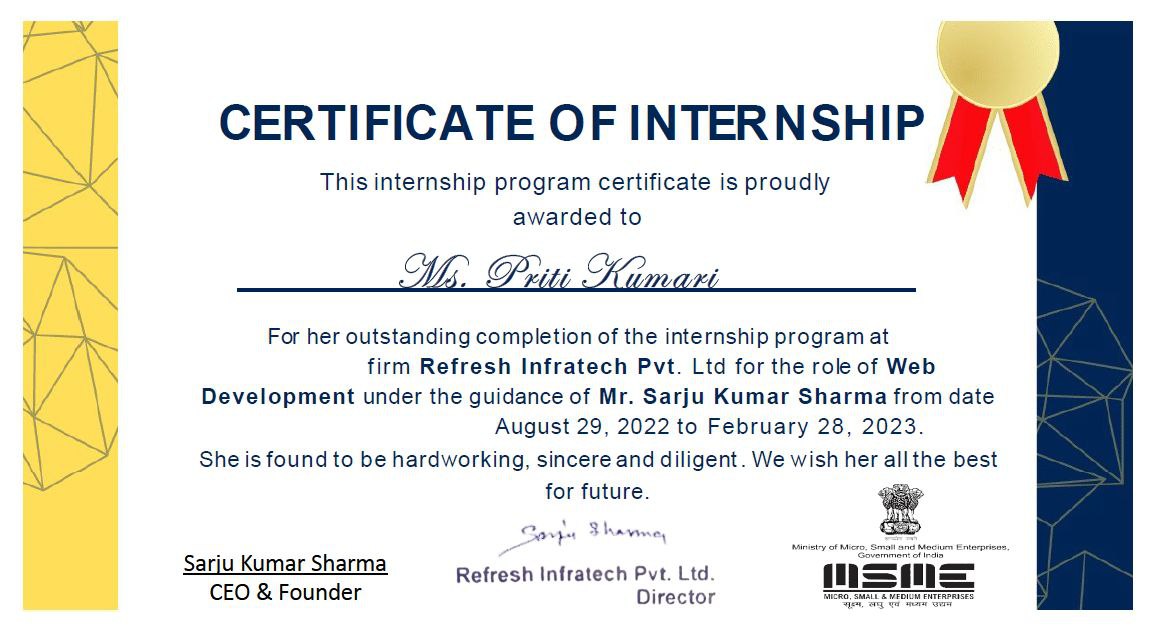 CERTIFICATE OF INTERNSHIP
This internship program certificate is proudly
awarded to
Ms. Priti Kumari
For her outstanding completion of the internship program at
firm Refresh Infratech Pvt. Ltd for the role of Web
Development under the guidance of Mr. Sarju Kumar Sharma from date
August 29, 2022 to February 28, 2023.
She is found to be hardworking, sincere and diligent. We wish her all the best
for future.
Sarju Sharma
Refresh Infratech Pvt. Ltd.
Director
Sarju Kumar Sharma
CEO & Founder
सत्यमेव जयते
Ministry of Micro, Small and Medium Enterprises,
Government of India
MSME
MICRO, SMALL & MEDIUM ENTERPRISES
सूक्ष्म, लघु एवं मध्यम उद्यम